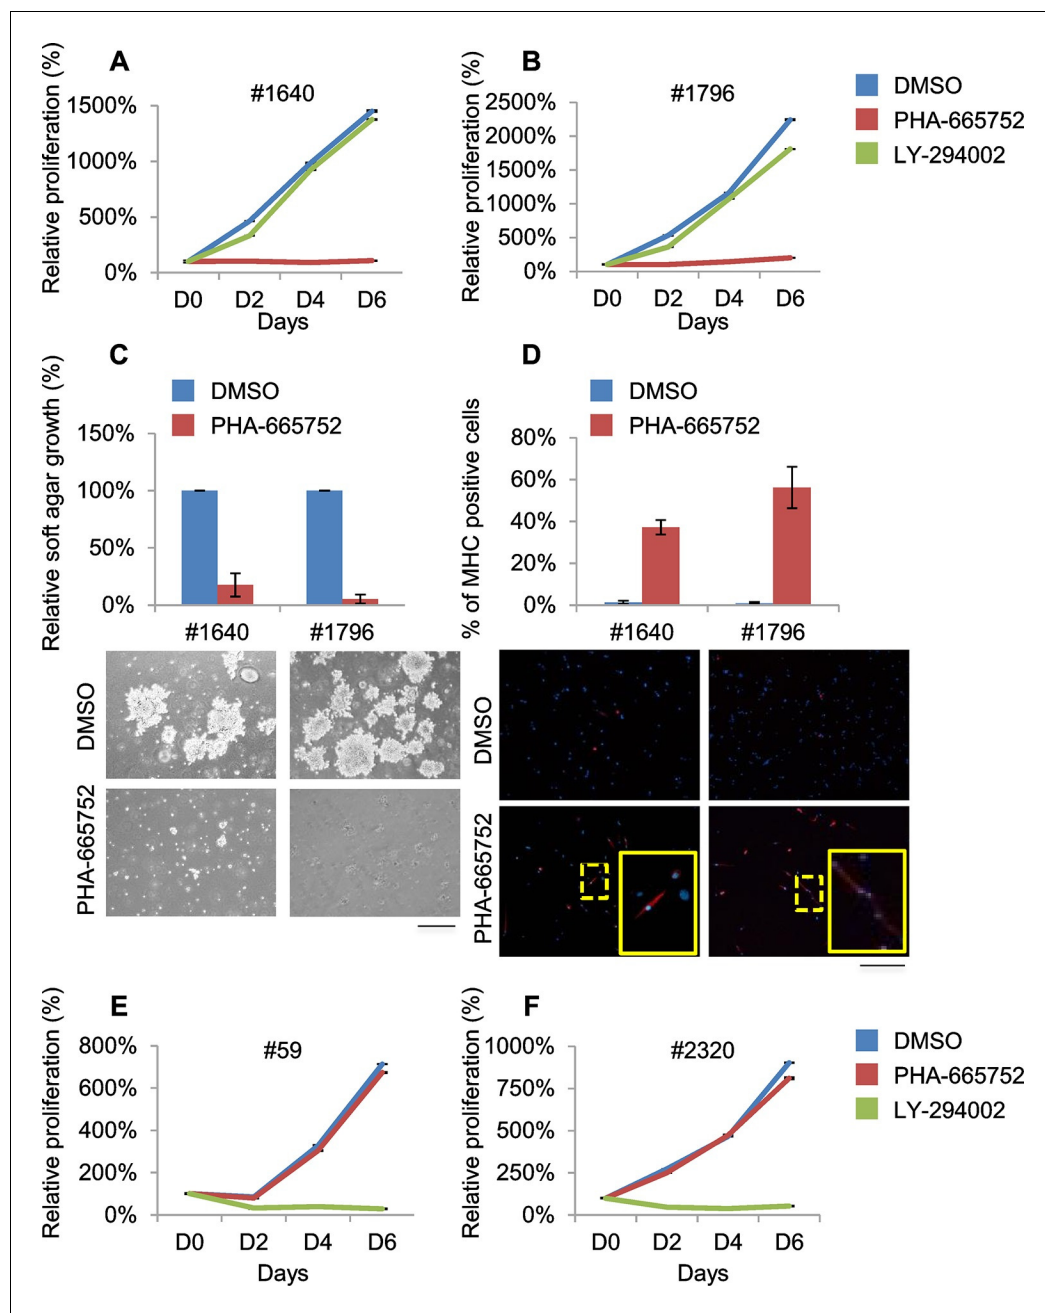 A
#1640
Relative proliferation (%)
1500%
1000%
500%
0%
D0 D2 D4 D6
Days
B
#1796
Relative proliferation (%)
2500%
2000%
1500%
1000%
500%
0%
D0 D2 D4 D6
Days
DMSO
PHA-665752
LY-294002
C
DMSO
PHA-665752
Relative soft agar growth (%)
150%
100%
50%
0%
#1640 #1796
DMSO
PHA-665752
D
DMSO
PHA-665752
% of MHC positive cells
80%
60%
40%
20%
0%
#1640 #1796
DMSO
PHA-665752
E
#59
Relative proliferation (%)
800%
600%
400%
200%
0%
D0 D2 D4 D6
Days
F
#2320
Relative proliferation (%)
1000%
750%
500%
250%
0%
D0 D2 D4 D6
Days
DMSO
PHA-665752
LY-294002